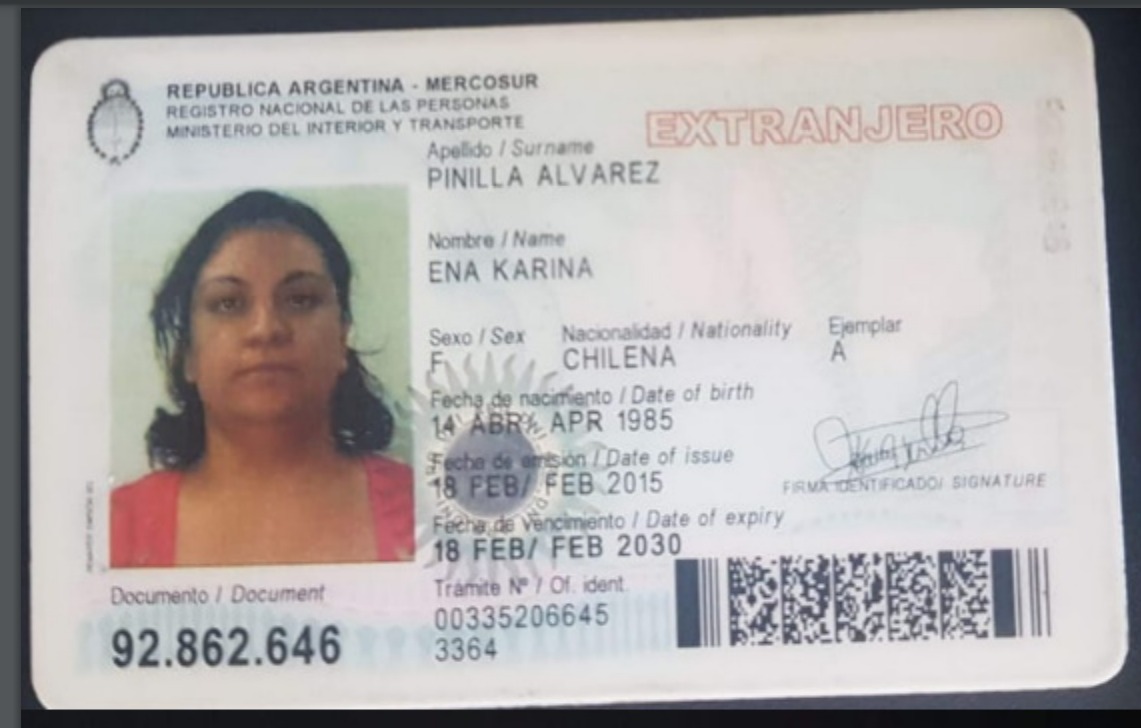 REPUBLICA ARGENTINA - MERCOSUR
REGISTRO NACIONAL DE LAS PERSONAS
MINISTERIO DEL INTERIOR Y TRANSPORTE
EXTRANJERO
Apellido / Surname
PINILLA ALVAREZ
Nombre / Name
ENA KARINA
Sexo / Sex Nacionalidad / Nationality Ejemplar
F CHILENA A
Fecha de nacimiento / Date of birth
14 ABR/ APR 1985
Fecha de emisión / Date of issue
18 FEB/ FEB 2015
FIRMA IDENTIFICADO/ SIGNATURE
Fecha de vencimiento / Date of expiry
18 FEB/ FEB 2030
Documento / Document
92.862.646
Trámite Nº / Of. ident.
00335206645
3364